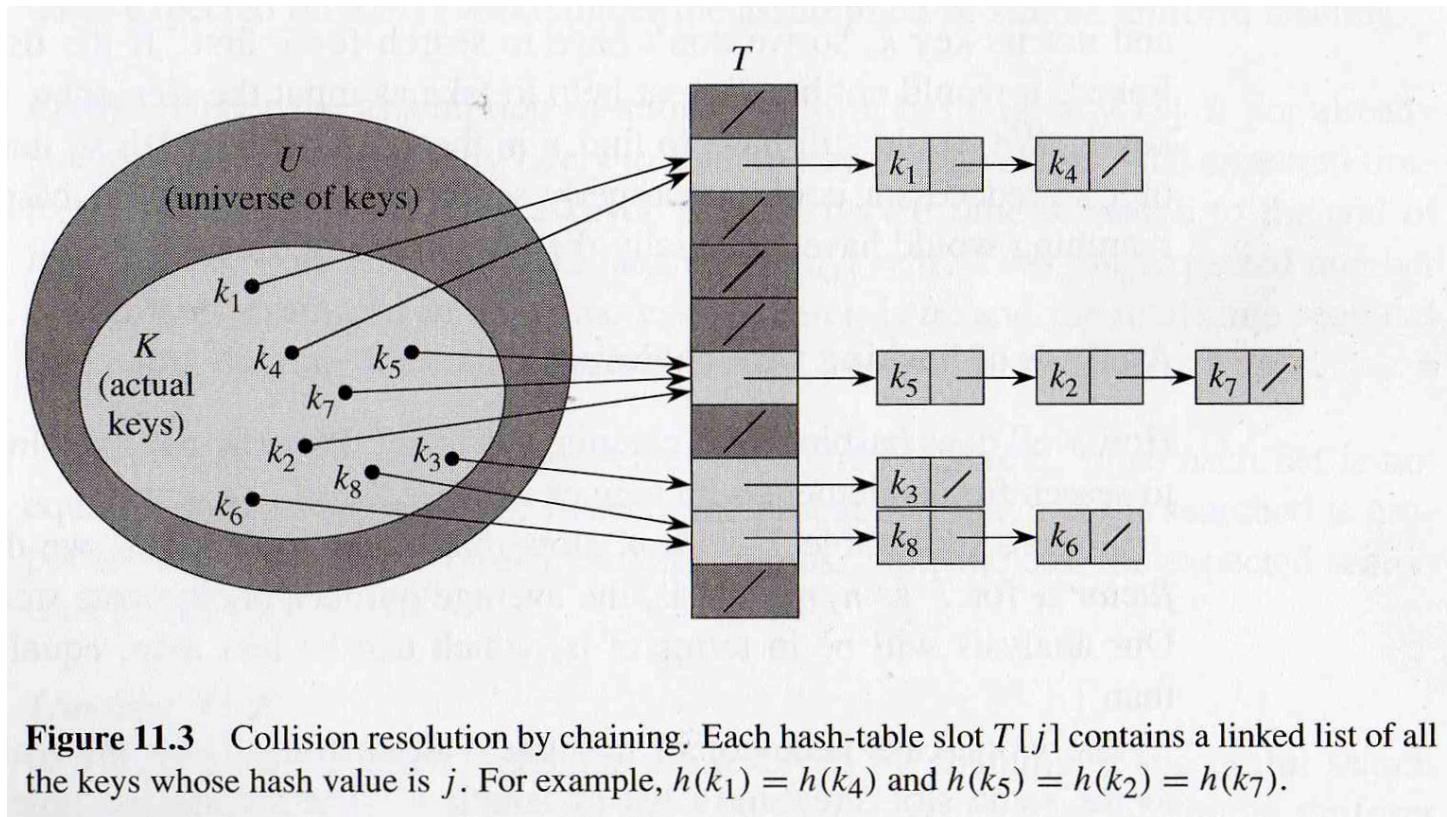 T
U
(universe of keys)
k1
k4
k1
K
(actual
keys)
k4
k5
k7
k5
k2
k7
k2
k3
k8
k6
k3
k8
k6
Figure 11.3 Collision resolution by chaining. Each hash-table slot T[j] contains a linked list of all
the keys whose hash value is j. For example, h(k1) = h(k4) and h(k5) = h(k2) = h(k7).